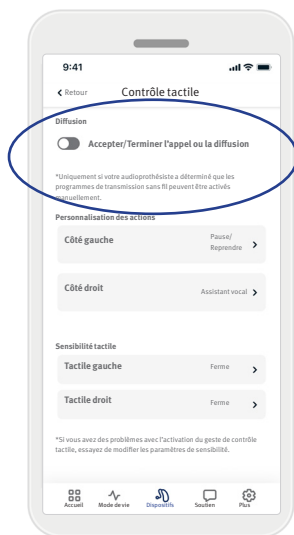 9:41
Retour
Contrôle tactile
Diffusion
Accepter/Terminer l'appel ou la diffusion
*Uniquement si votre audioprothésiste a déterminé que les
programmes de transmission sans fil peuvent être activés
manuellement.
Personnalisation des actions
Côté gauche
Pause/
Reprendre
Côté droit
Assistant vocal
Sensibilité tactile
Tactile gauche
Ferme
Tactile droit
Ferme
*Si vous avez des problèmes avec l'activation du geste de contrôle
tactile, essayez de modifier les paramètres de sensibilité.
Accueil
Mode de vie
Dispositifs
Soutien
Plus